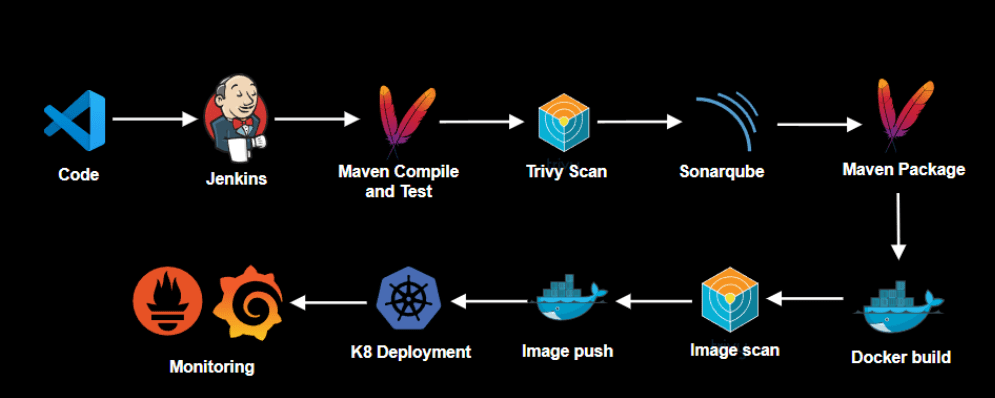 Code
Jenkins
Maven Compile
and Test
Trivy Scan
Sonarqube
Maven Package
Monitoring
K8 Deployment
Image push
Image scan
Docker build